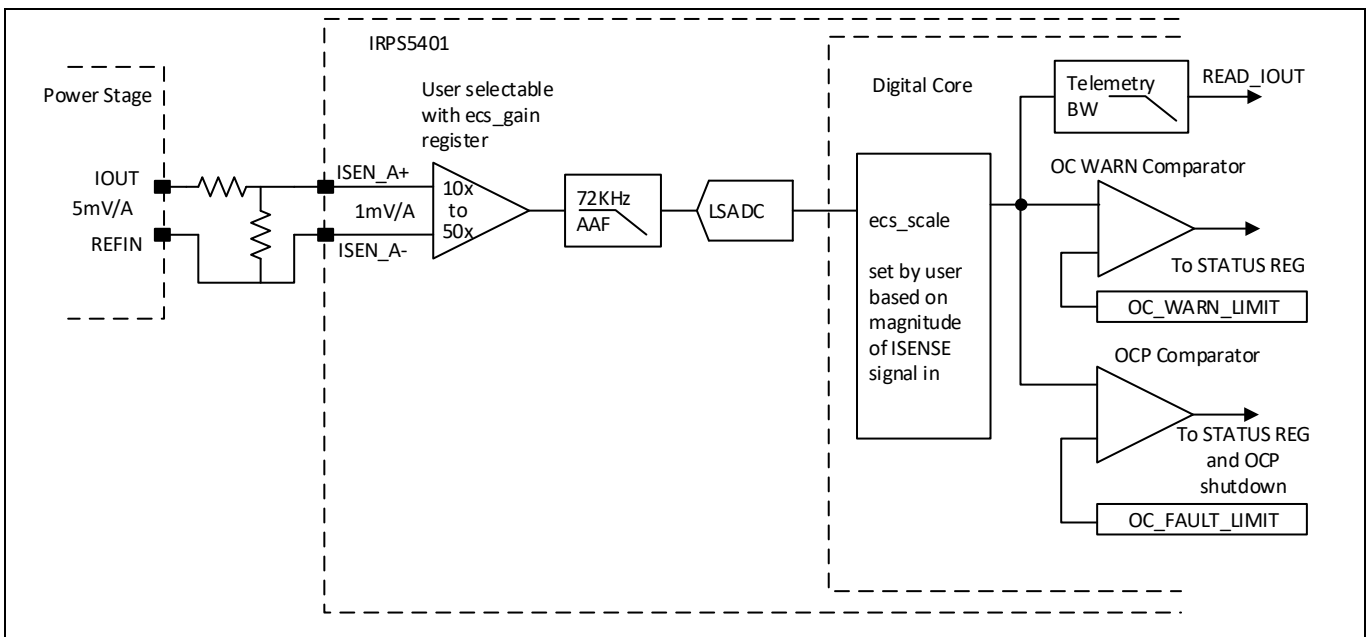 IRPS5401
Power Stage
User selectable
with ecs_gain
register
Digital Core
Telemetry
BW
READ_IOUT
IOUT
5mV/A
REFIN
ISEN_A+
1mV/A
ISEN_A-
10x
to
50x
72KHz
AAF
LSADC
ecs_scale
set by user
based on
magnitude
of ISENSE
signal in
OC WARN Comparator
To STATUS REG
OC_WARN_LIMIT
OCP Comparator
To STATUS REG
and OCP
shutdown
OC_FAULT_LIMIT